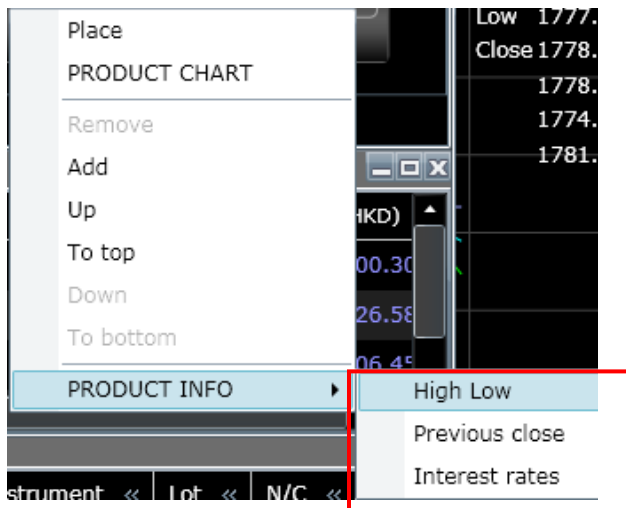 Place
PRODUCT CHART
Remove
Add
Up
To top
Down
To bottom
PRODUCT INFO
High Low
Previous close
Interest rates
Low 1777.
Close 1778.
1778.
1774.
1781.
HKD)
00.30
26.58
06.45
strument « Lot « N/C «